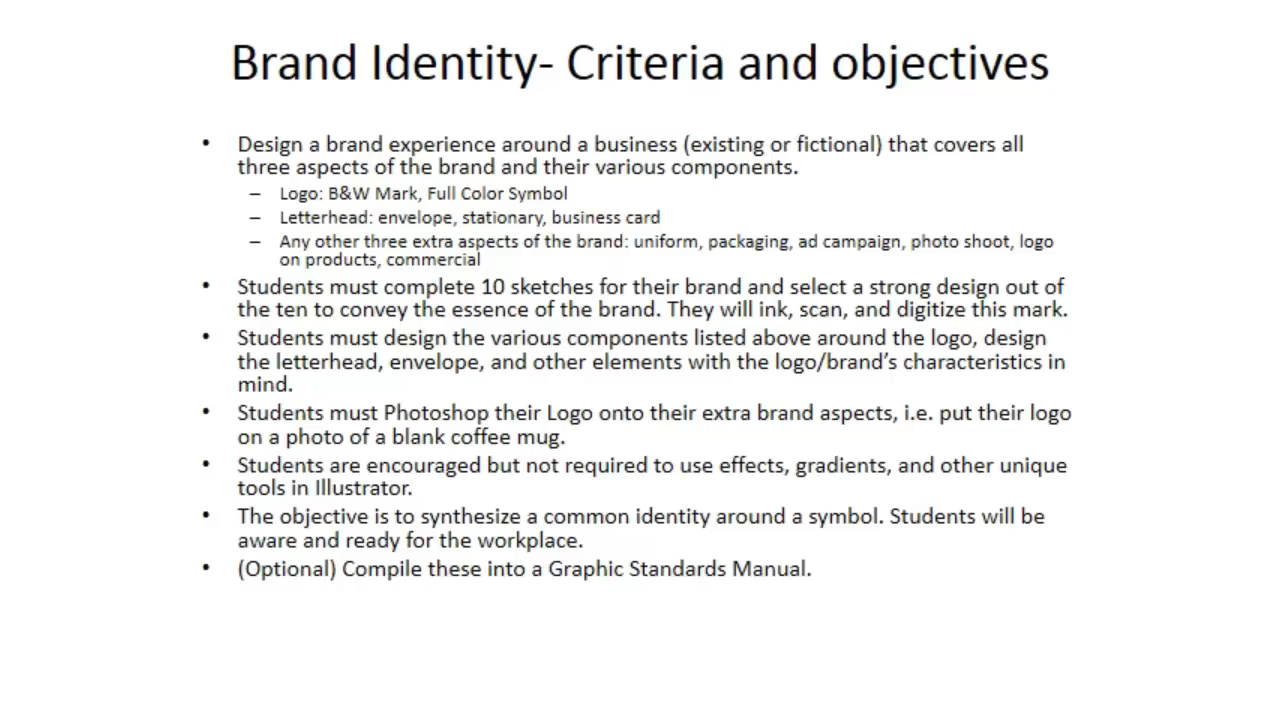 Brand Identity- Criteria and objectives
• Design a brand experience around a business (existing or fictional) that covers all
three aspects of the brand and their various components.
– Logo: B&W Mark, Full Color Symbol
– Letterhead: envelope, stationary, business card
– Any other three extra aspects of the brand: uniform, packaging, ad campaign, photo shoot, logo
on products, commercial
• Students must complete 10 sketches for their brand and select a strong design out of
the ten to convey the essence of the brand. They will ink, scan, and digitize this mark.
• Students must design the various components listed above around the logo, design
the letterhead, envelope, and other elements with the logo/brand's characteristics in
mind.
• Students must Photoshop their Logo onto their extra brand aspects, i.e. put their logo
on a photo of a blank coffee mug.
• Students are encouraged but not required to use effects, gradients, and other unique
tools in Illustrator.
• The objective is to synthesize a common identity around a symbol. Students will be
aware and ready for the workplace.
• (Optional) Compile these into a Graphic Standards Manual.